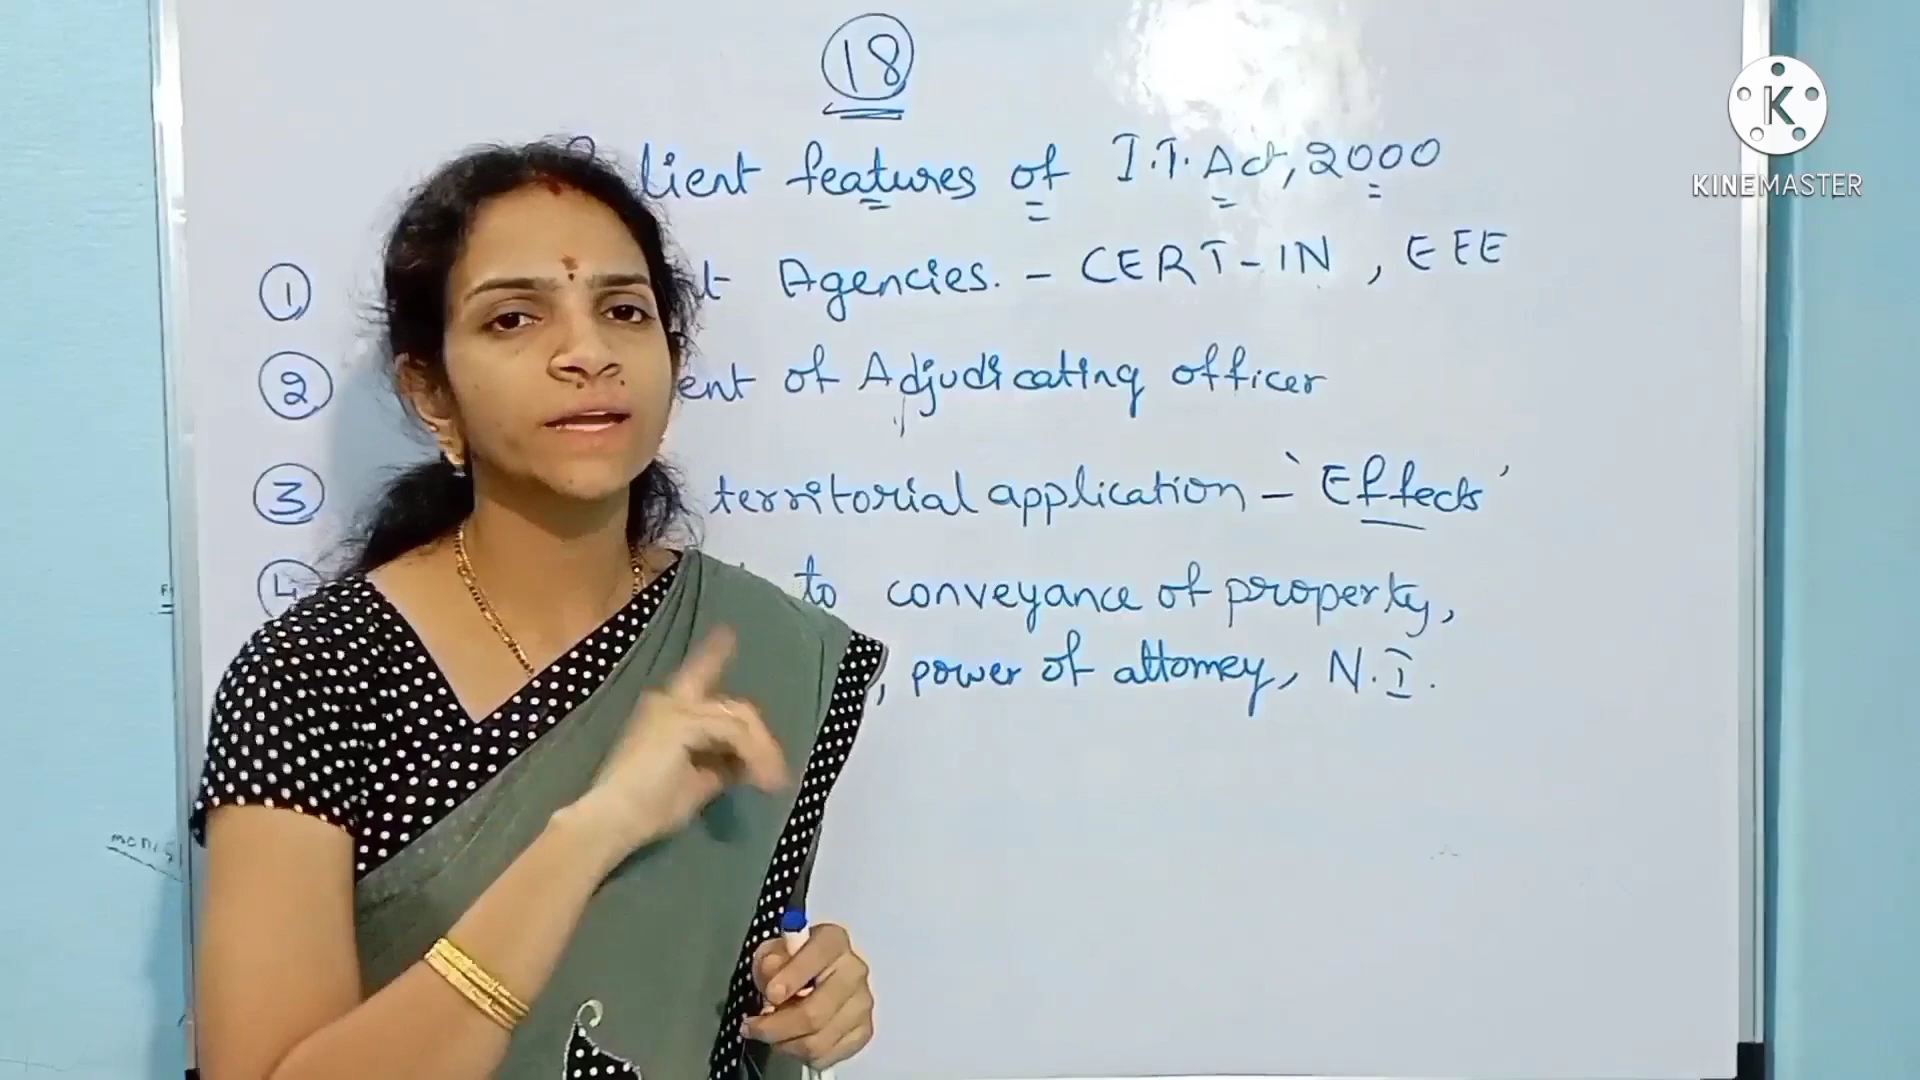 18
lient features of I.T. Act, 2000
1 t Agencies. - CERT-IN, EEE
2 ent of Adjudicating officer
3 territorial application - 'Effects'
4 to conveyance of property,
, power of attorney, N.I.
K
KINEMASTER